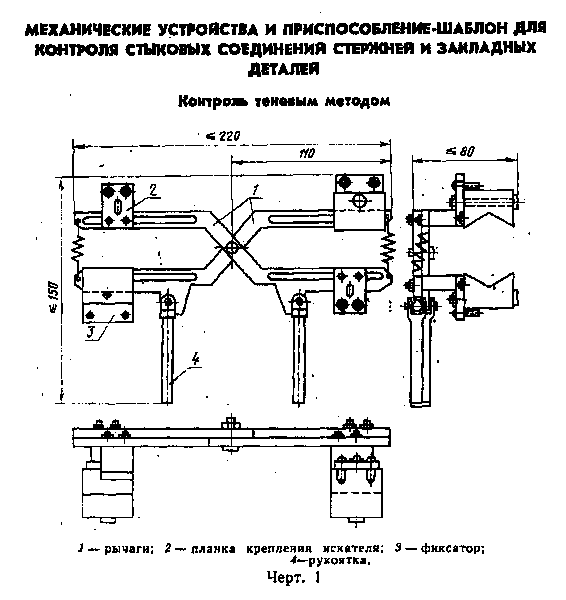 МЕХАНИЧЕСКИЕ УСТРОЙСТВА И ПРИСПОСОБЛЕНИЕ-ШАБЛОН ДЛЯ
КОНТРОЛЯ СТЫКОВЫХ СОЕДИНЕНИЙ СТЕРЖНЕЙ И ЗАКЛАДНЫХ
ДЕТАЛЕЙ
Контроль теневым методом
≤ 220
110
≤ 80
2
1
≤ 150
3
4
1 — рычаги; 2 — планка крепления искателя; 3 — фиксатор;
4—рукоятка.
Черт. 1